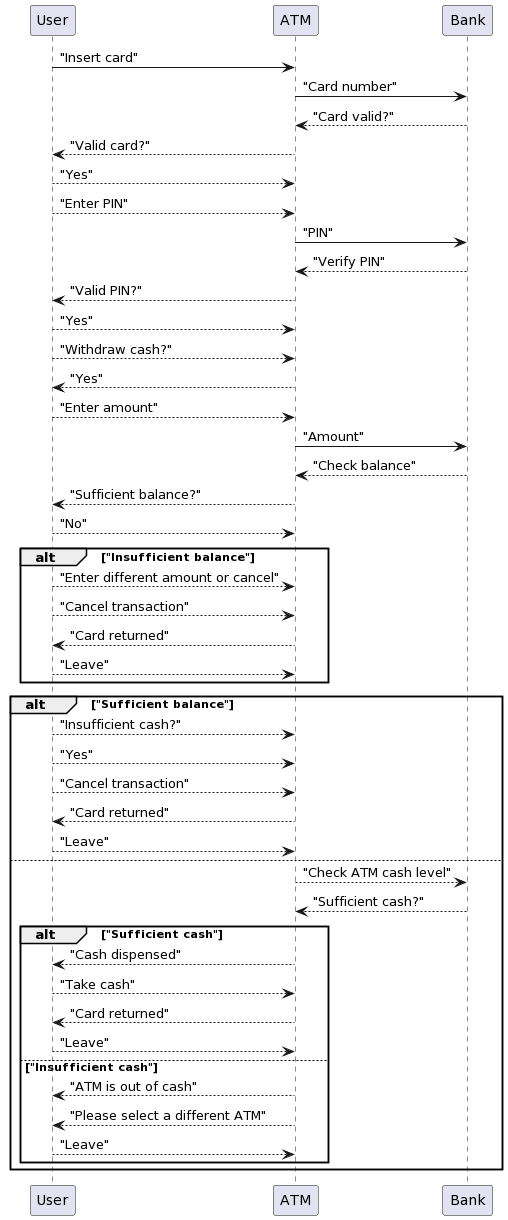 User ATM Bank
"Insert card"
"Card number"
"Card valid?"
"Valid card?"
"Yes"
"Enter PIN"
"PIN"
"Verify PIN"
"Valid PIN?"
"Yes"
"Withdraw cash?"
"Yes"
"Enter amount"
"Amount"
"Check balance"
"Sufficient balance?"
"No"
alt ["Insufficient balance"]
"Enter different amount or cancel"
"Cancel transaction"
"Card returned"
"Leave"
alt ["Sufficient balance"]
"Insufficient cash?"
"Yes"
"Cancel transaction"
"Card returned"
"Leave"
"Check ATM cash level"
"Sufficient cash?"
alt ["Sufficient cash"]
"Cash dispensed"
"Take cash"
"Card returned"
"Leave"
["Insufficient cash"]
"ATM is out of cash"
"Please select a different ATM"
"Leave"
User ATM Bank